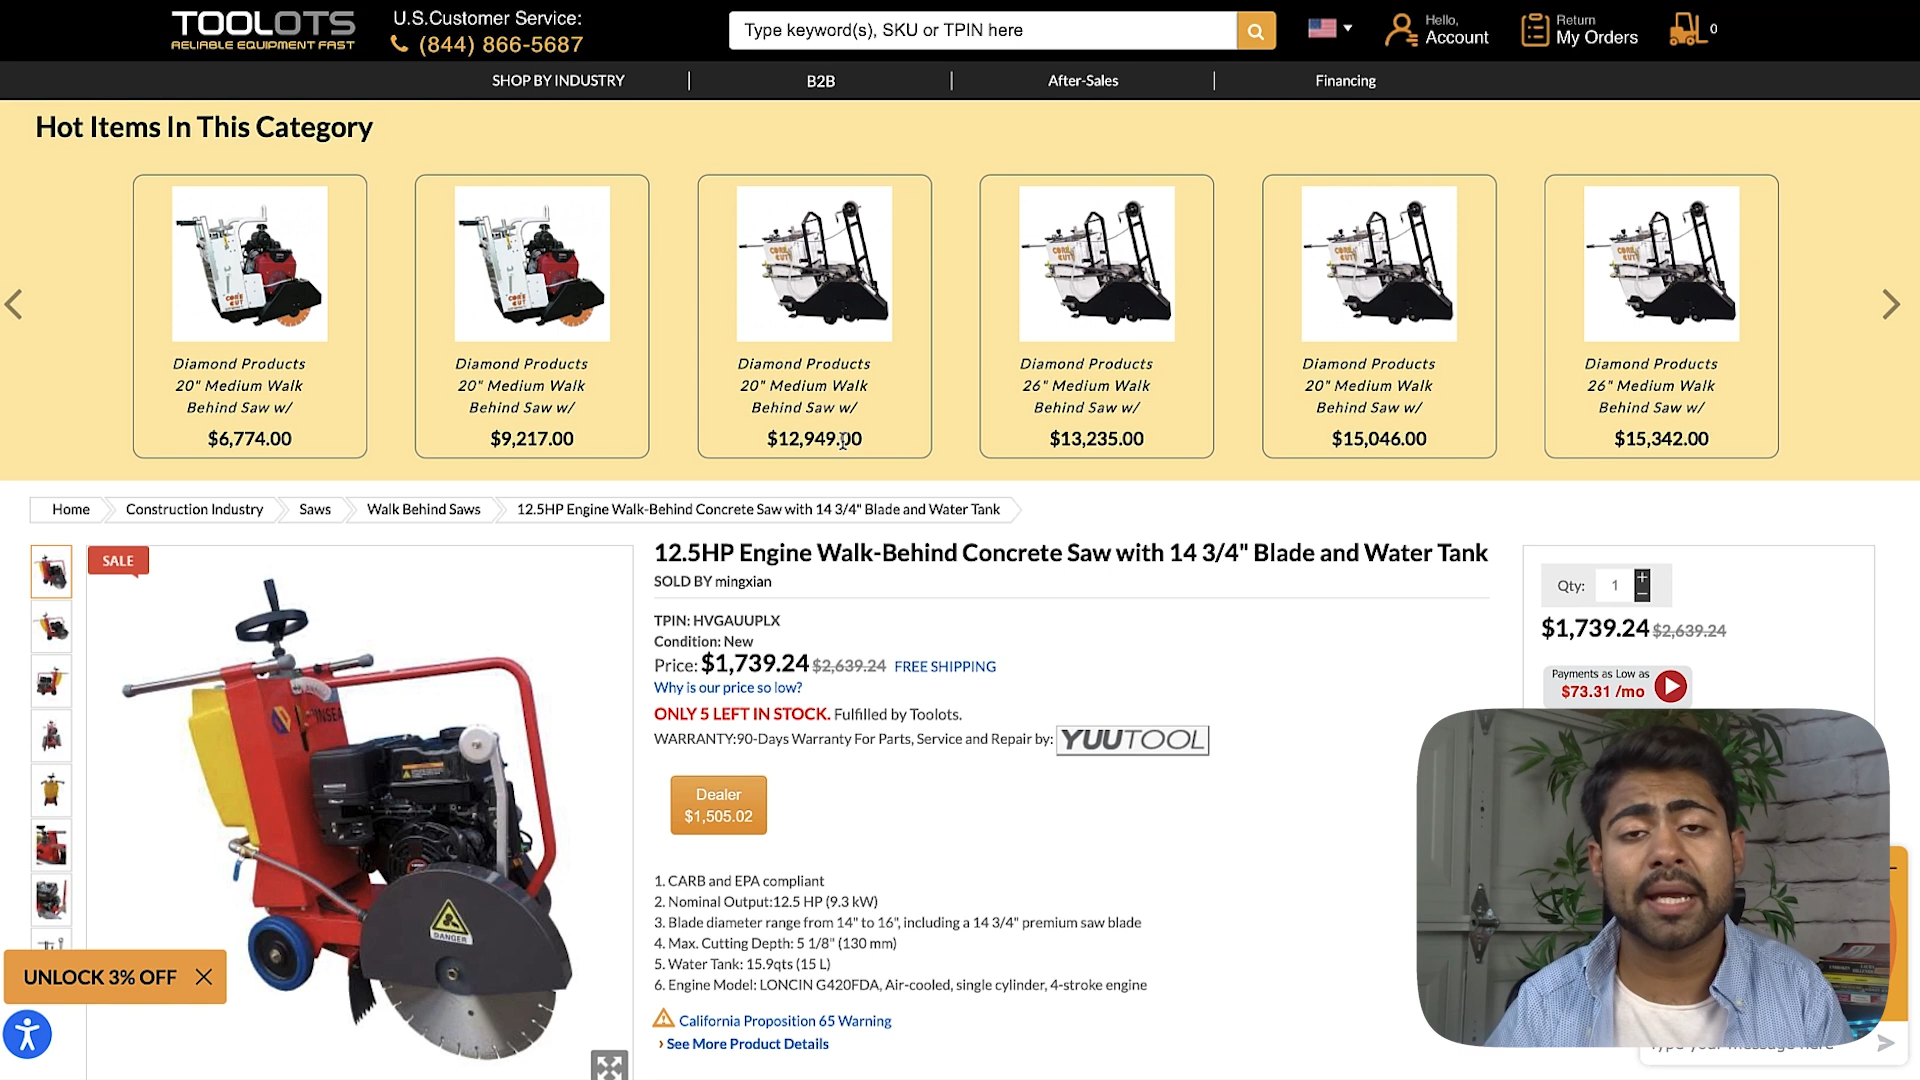 TOOLOTS
RELIABLE EQUIPMENT FAST
U.S.Customer Service:
(844) 866-5687
Type keyword(s), SKU or TPIN here
Hello,
Account
Return
My Orders
0
SHOP BY INDUSTRY
B2B
After-Sales
Financing
Hot Items In This Category
Diamond Products
20" Medium Walk
Behind Saw w/
$6,774.00
Diamond Products
20" Medium Walk
Behind Saw w/
$9,217.00
Diamond Products
20" Medium Walk
Behind Saw w/
$12,949.00
Diamond Products
26" Medium Walk
Behind Saw w/
$13,235.00
Diamond Products
20" Medium Walk
Behind Saw w/
$15,046.00
Diamond Products
26" Medium Walk
Behind Saw w/
$15,342.00
Home
Construction Industry
Saws
Walk Behind Saws
12.5HP Engine Walk-Behind Concrete Saw with 14 3/4" Blade and Water Tank
SALE
DANGER
12.5HP Engine Walk-Behind Concrete Saw with 14 3/4" Blade and Water Tank
SOLD BY mingxian
TPIN: HVGAUUPLX
Condition: New
Price: $1,739.24 $2,639.24 FREE SHIPPING
Why is our price so low?
ONLY 5 LEFT IN STOCK. Fulfilled by Toolots.
WARRANTY:90-Days Warranty For Parts, Service and Repair by: YUUTOOL
Dealer
$1,505.02
1. CARB and EPA compliant
2. Nominal Output:12.5 HP (9.3 kW)
3. Blade diameter range from 14" to 16", including a 14 3/4" premium saw blade
4. Max. Cutting Depth: 5 1/8" (130 mm)
5. Water Tank: 15.9qts (15 L)
6. Engine Model: LONCIN G420FDA, Air-cooled, single cylinder, 4-stroke engine
California Proposition 65 Warning
› See More Product Details
Qty: 1 + −
$1,739.24 $2,639.24
Payments as Low as
$73.31 /mo
UNLOCK 3% OFF
Type your message here